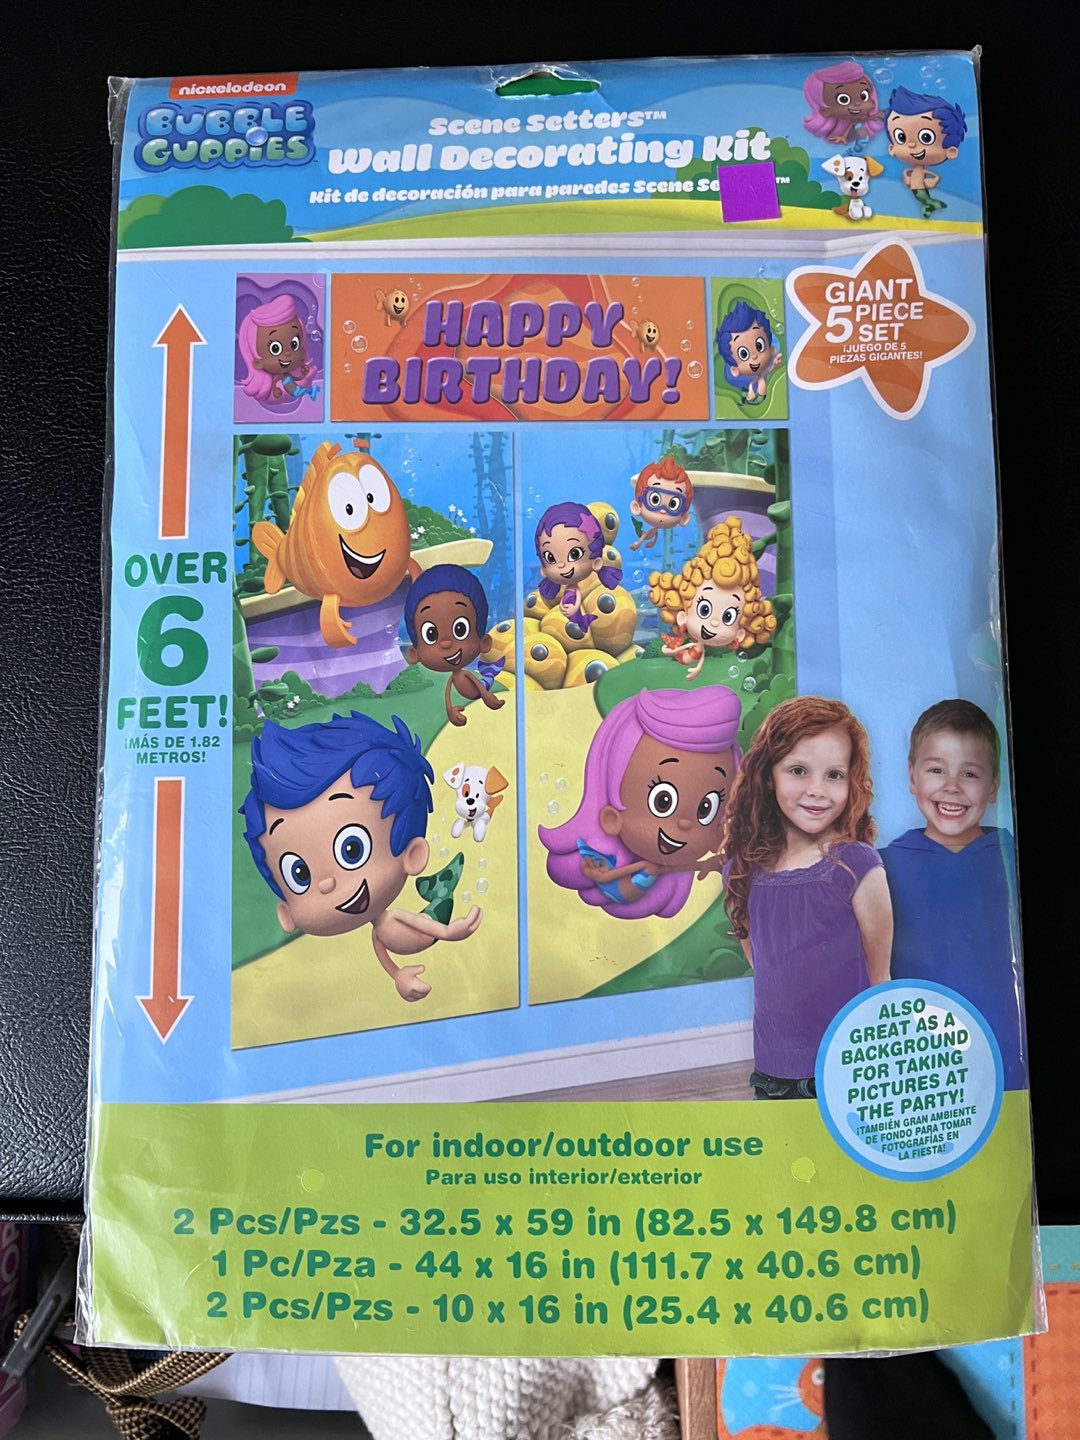 nickelodeon
BUBBLE
GUPPIES
Scene Setters™
Wall Decorating Kit
Kit de decoración para paredes Scene Se ™
GIANT
5 PIECE
SET
¡JUEGO DE 5
PIEZAS GIGANTES!
HAPPY
BIRTHDAY!
OVER
6
FEET!
¡MÁS DE 1.82
METROS!
ALSO
GREAT AS A
BACKGROUND
FOR TAKING
PICTURES AT
THE PARTY!
¡TAMBIÉN GRAN AMBIENTE
DE FONDO PARA TOMAR
FOTOGRAFÍAS EN
LA FIESTA!
For indoor/outdoor use
Para uso interior/exterior
2 Pcs/Pzs - 32.5 x 59 in (82.5 x 149.8 cm)
1 Pc/Pza - 44 x 16 in (111.7 x 40.6 cm)
2 Pcs/Pzs - 10 x 16 in (25.4 x 40.6 cm)